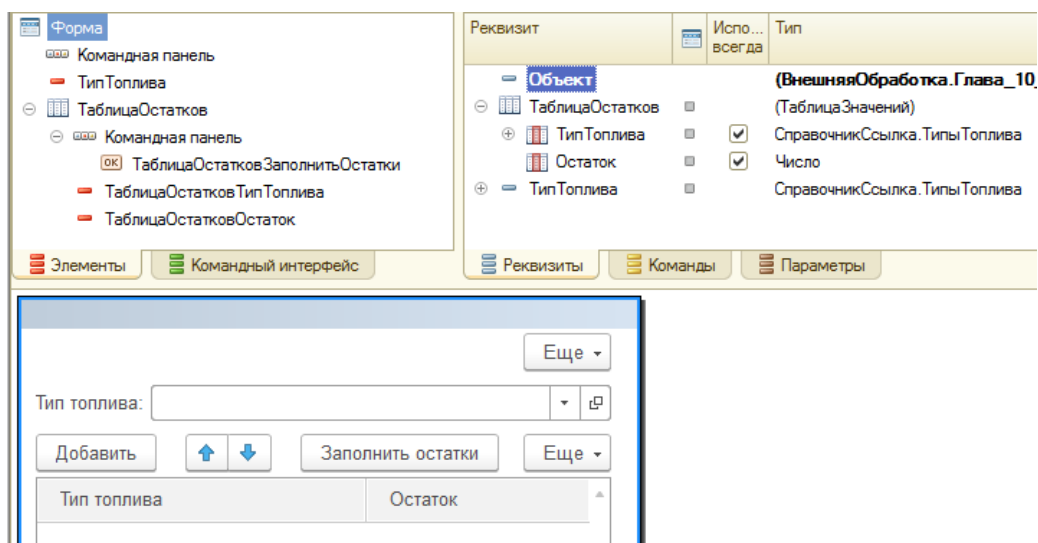 Форма
Командная панель
ТипТоплива
ТаблицаОстатков
Командная панель
OK ТаблицаОстатковЗаполнитьОстатки
ТаблицаОстатковТипТоплива
ТаблицаОстатковОстаток
Элементы Командный интерфейс
Реквизит Испо... всегда Тип
Объект (ВнешняяОбработка.Глава_10_
ТаблицаОстатков (ТаблицаЗначений)
ТипТоплива СправочникСсылка.ТипыТоплива
Остаток Число
ТипТоплива СправочникСсылка.ТипыТоплива
Реквизиты Команды Параметры
Еще
Тип топлива:
Добавить Заполнить остатки Еще
Тип топлива Остаток